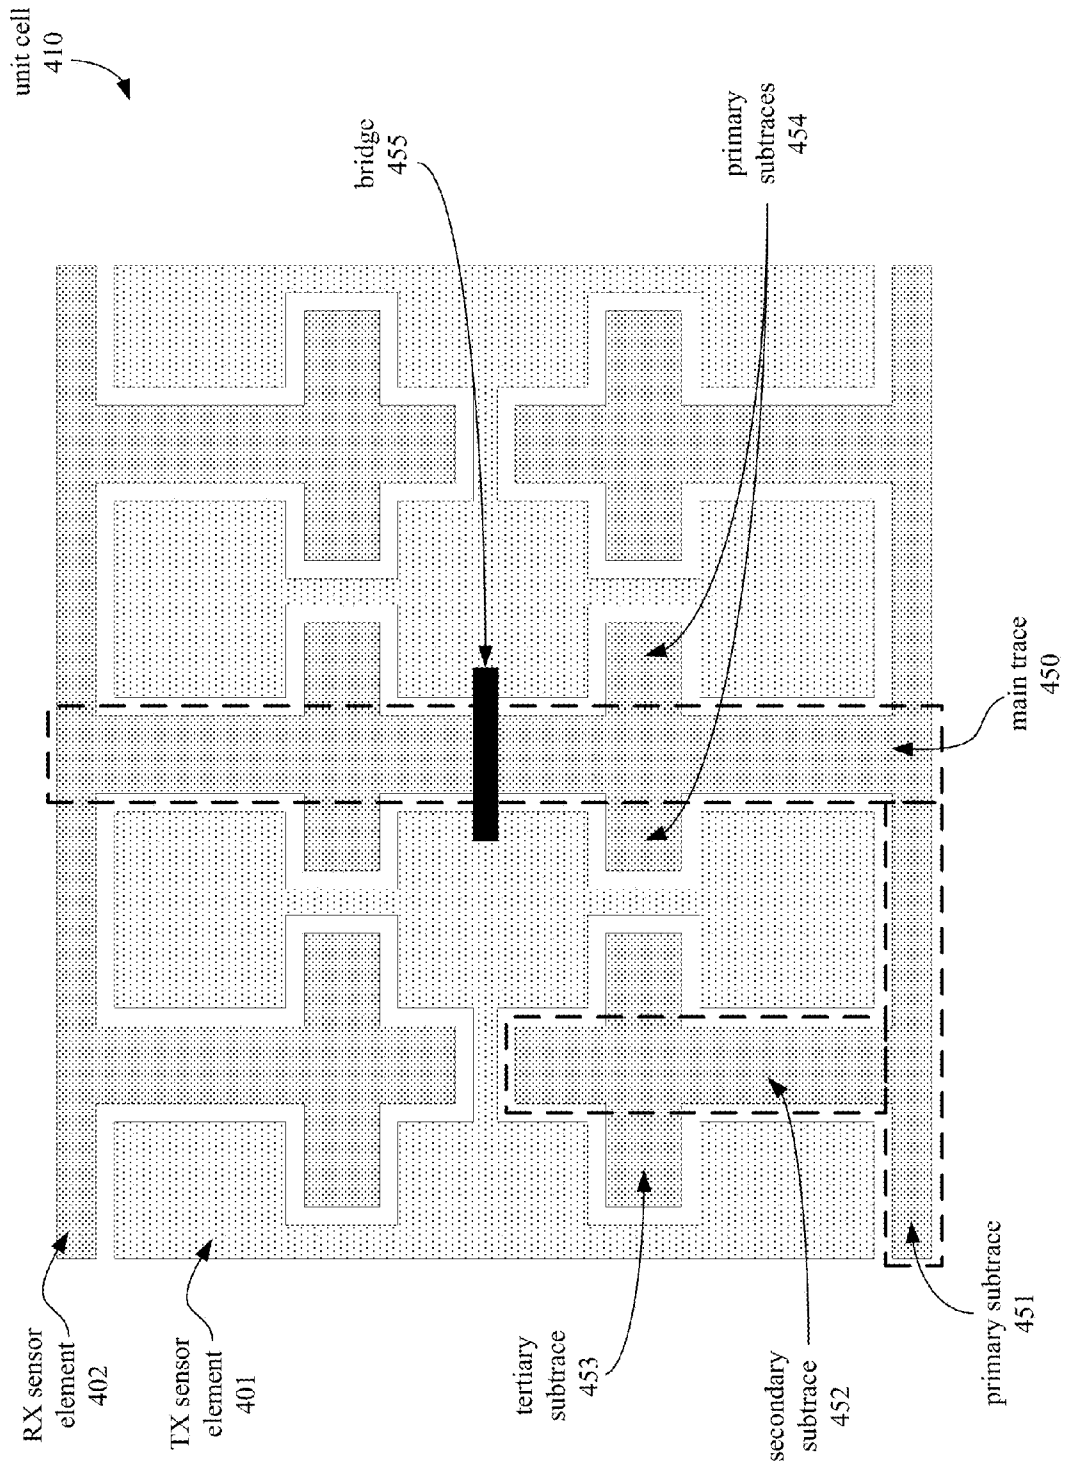 unit cell
410
bridge
455
primary
subtraces
454
main trace
450
RX sensor
element
402
TX sensor
element
401
tertiary
subtrace
453
secondary
subtrace
452
primary subtrace
451